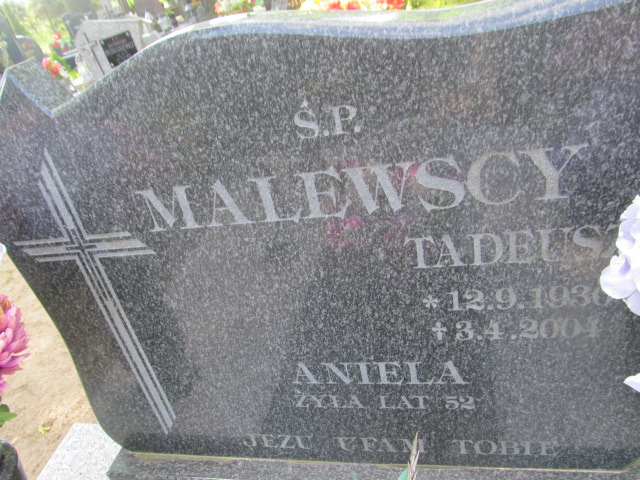 Ś.P.
MALEWSCY
TADEUSZ
* 12.9.1930
† 3.4.2004
ANIELA
ŻYŁA LAT 52
JEZU UFAM TOBIE